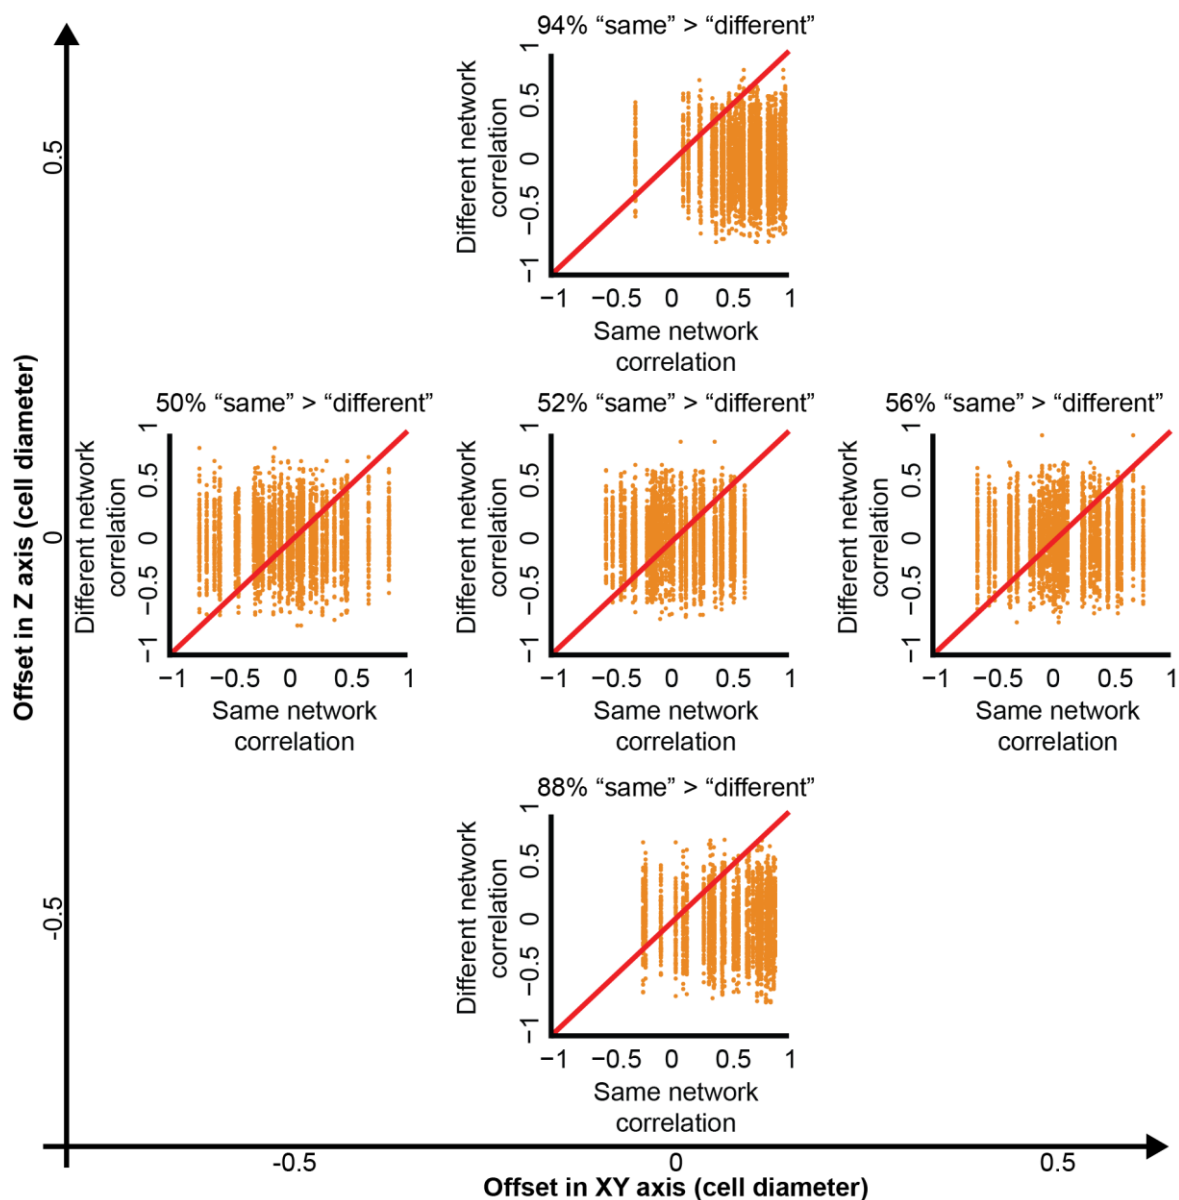 94% “same” > “different”
Different network
correlation
1
0.5
0
−0.5
−1
−1 −0.5 0 0.5 1
Same network
correlation
0.5
Offset in Z axis (cell diameter)
0
-0.5
50% “same” > “different”
Different network
correlation
1
0.5
0
−0.5
−1
−1 −0.5 0 0.5 1
Same network
correlation
52% “same” > “different”
Different network
correlation
1
0.5
0
−0.5
−1
−1 −0.5 0 0.5 1
Same network
correlation
56% “same” > “different”
Different network
correlation
1
0.5
0
−0.5
−1
−1 −0.5 0 0.5 1
Same network
correlation
88% “same” > “different”
Different network
correlation
1
0.5
0
−0.5
−1
−1 −0.5 0 0.5 1
Same network
correlation
-0.5 0 0.5
Offset in XY axis (cell diameter)